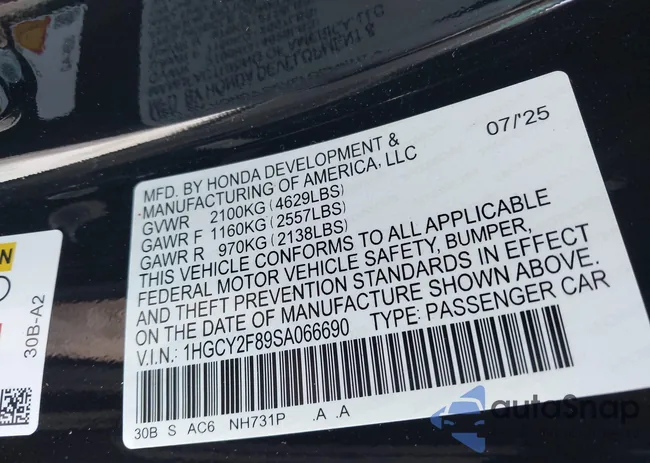 07/'25
MFD. BY HONDA DEVELOPMENT &
MANUFACTURING OF AMERICA, LLC
GVWR 2100KG (4629LBS)
GAWR F 1160KG (2557LBS)
GAWR R 970KG (2138LBS)
THIS VEHICLE CONFORMS TO ALL APPLICABLE
FEDERAL MOTOR VEHICLE SAFETY, BUMPER,
AND THEFT PREVENTION STANDARDS IN EFFECT
ON THE DATE OF MANUFACTURE SHOWN ABOVE.
V.I.N.: 1HGCY2F89SA066690 TYPE: PASSENGER CAR
30B S AC6 NH731P .A .A
30B-A2
autoSnap